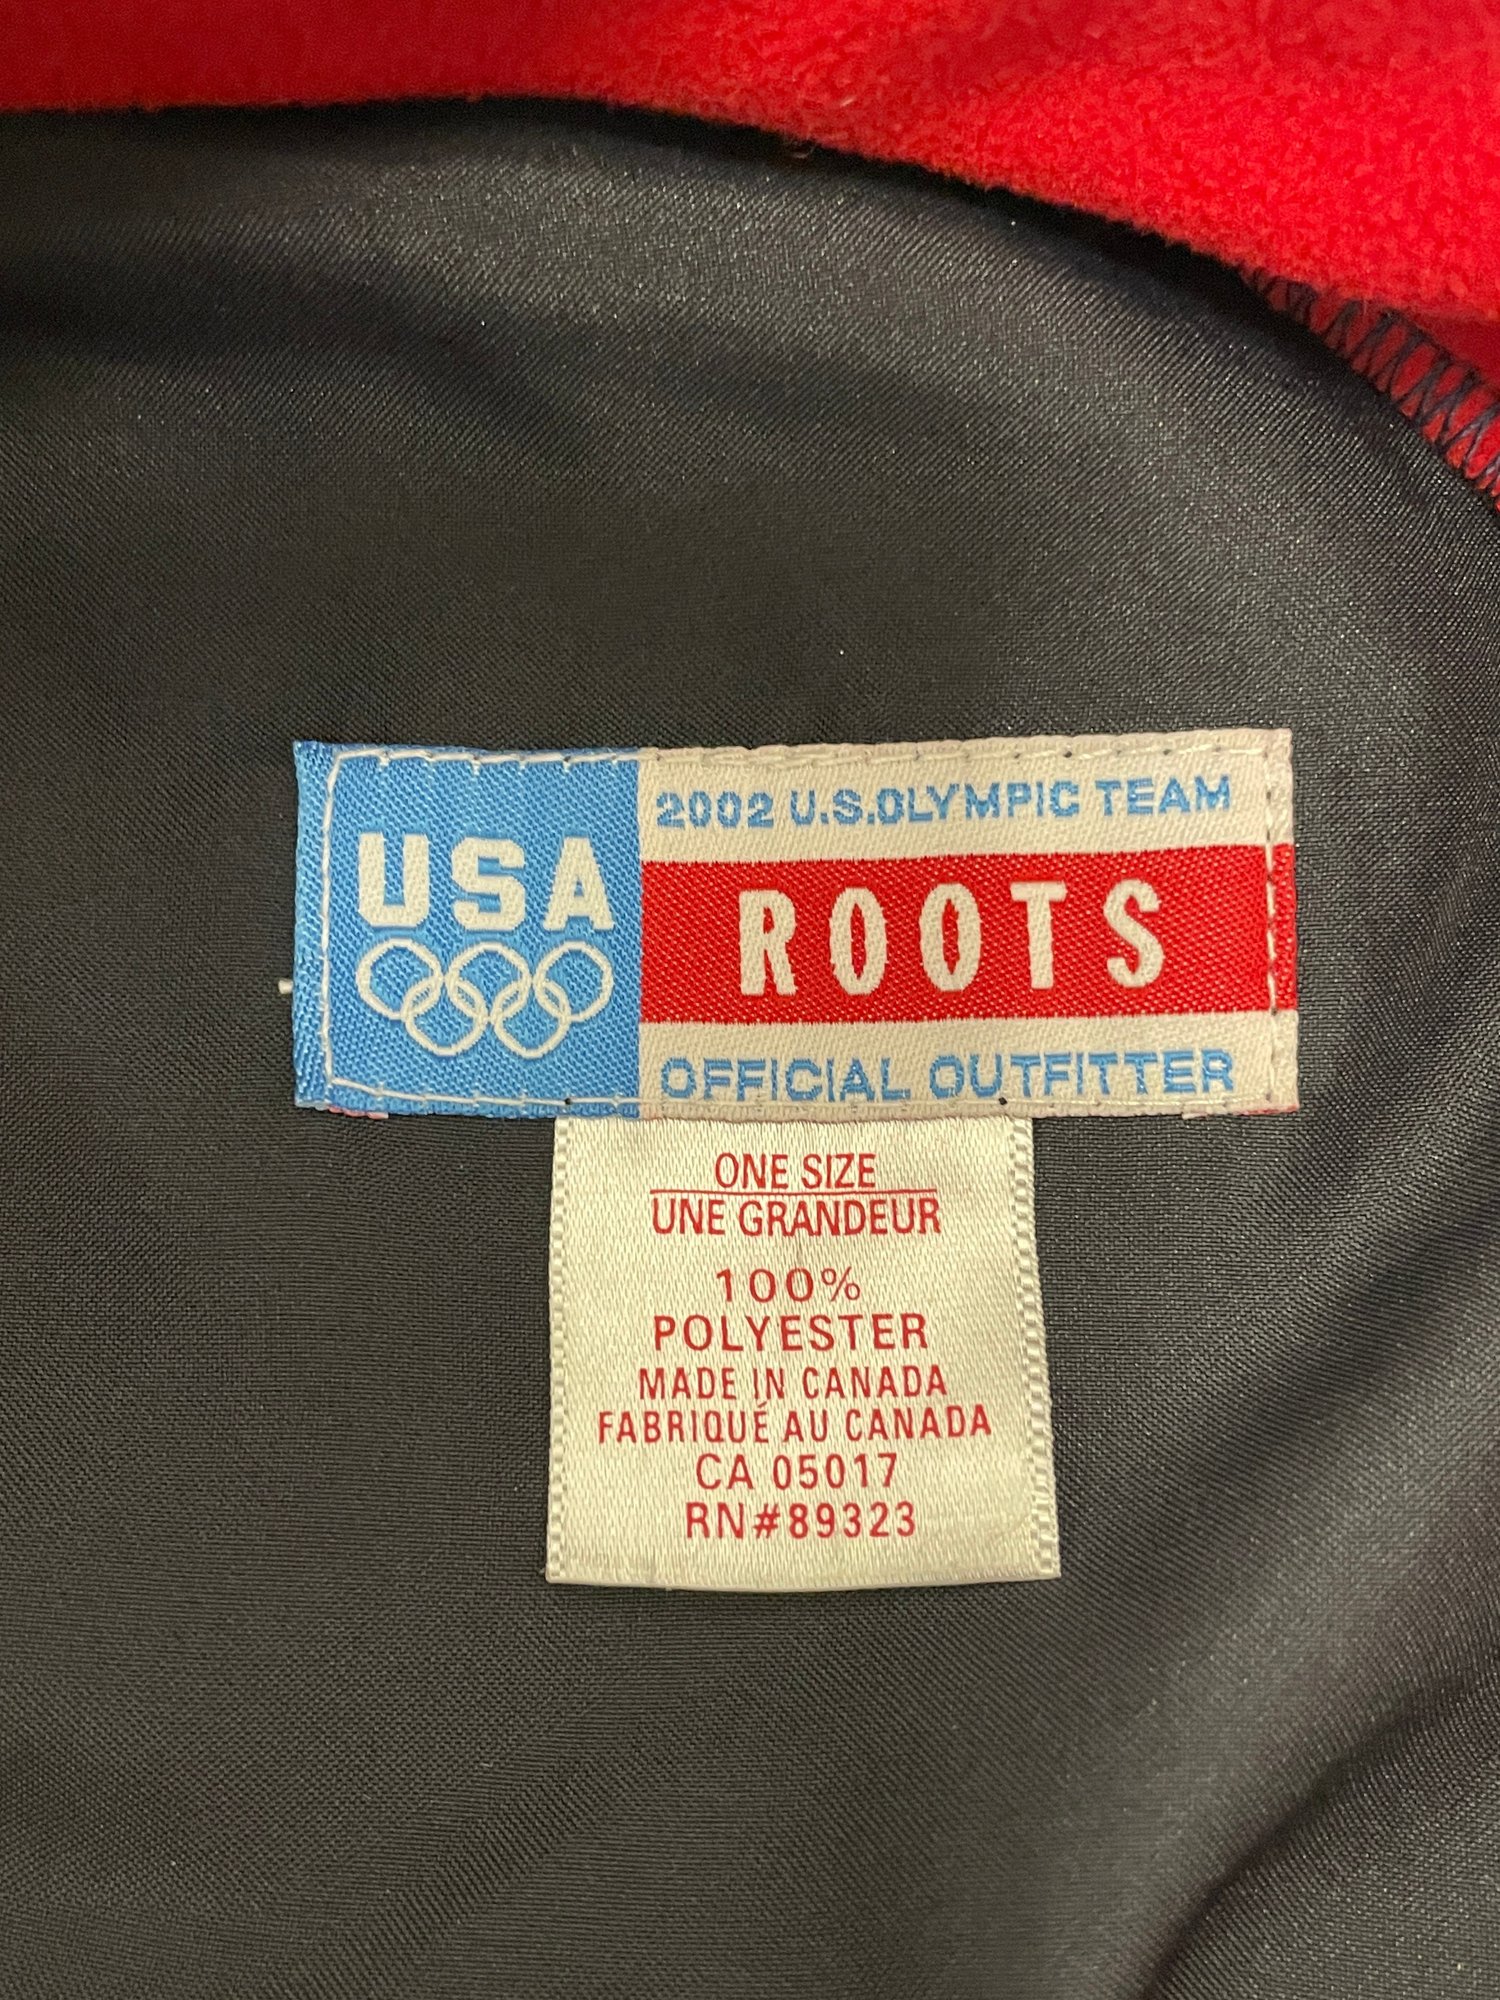 USA
2002 U.S.OLYMPIC TEAM
ROOTS
OFFICIAL OUTFITTER
ONE SIZE
UNE GRANDEUR
100%
POLYESTER
MADE IN CANADA
FABRIQUÉ AU CANADA
CA 05017
RN#89323